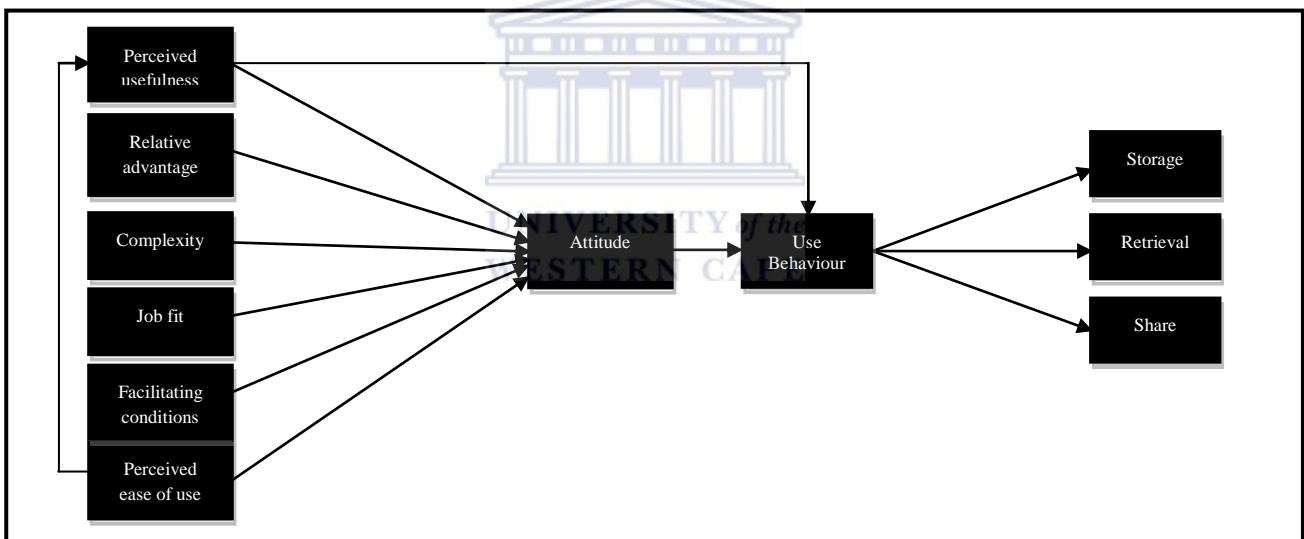 Perceived
usefulness
Relative
advantage
Complexity
Job fit
Facilitating
conditions
Perceived
ease of use
UNIVERSITY of the
WESTERN CAPE
Attitude
Use
Behaviour
Storage
Retrieval
Share